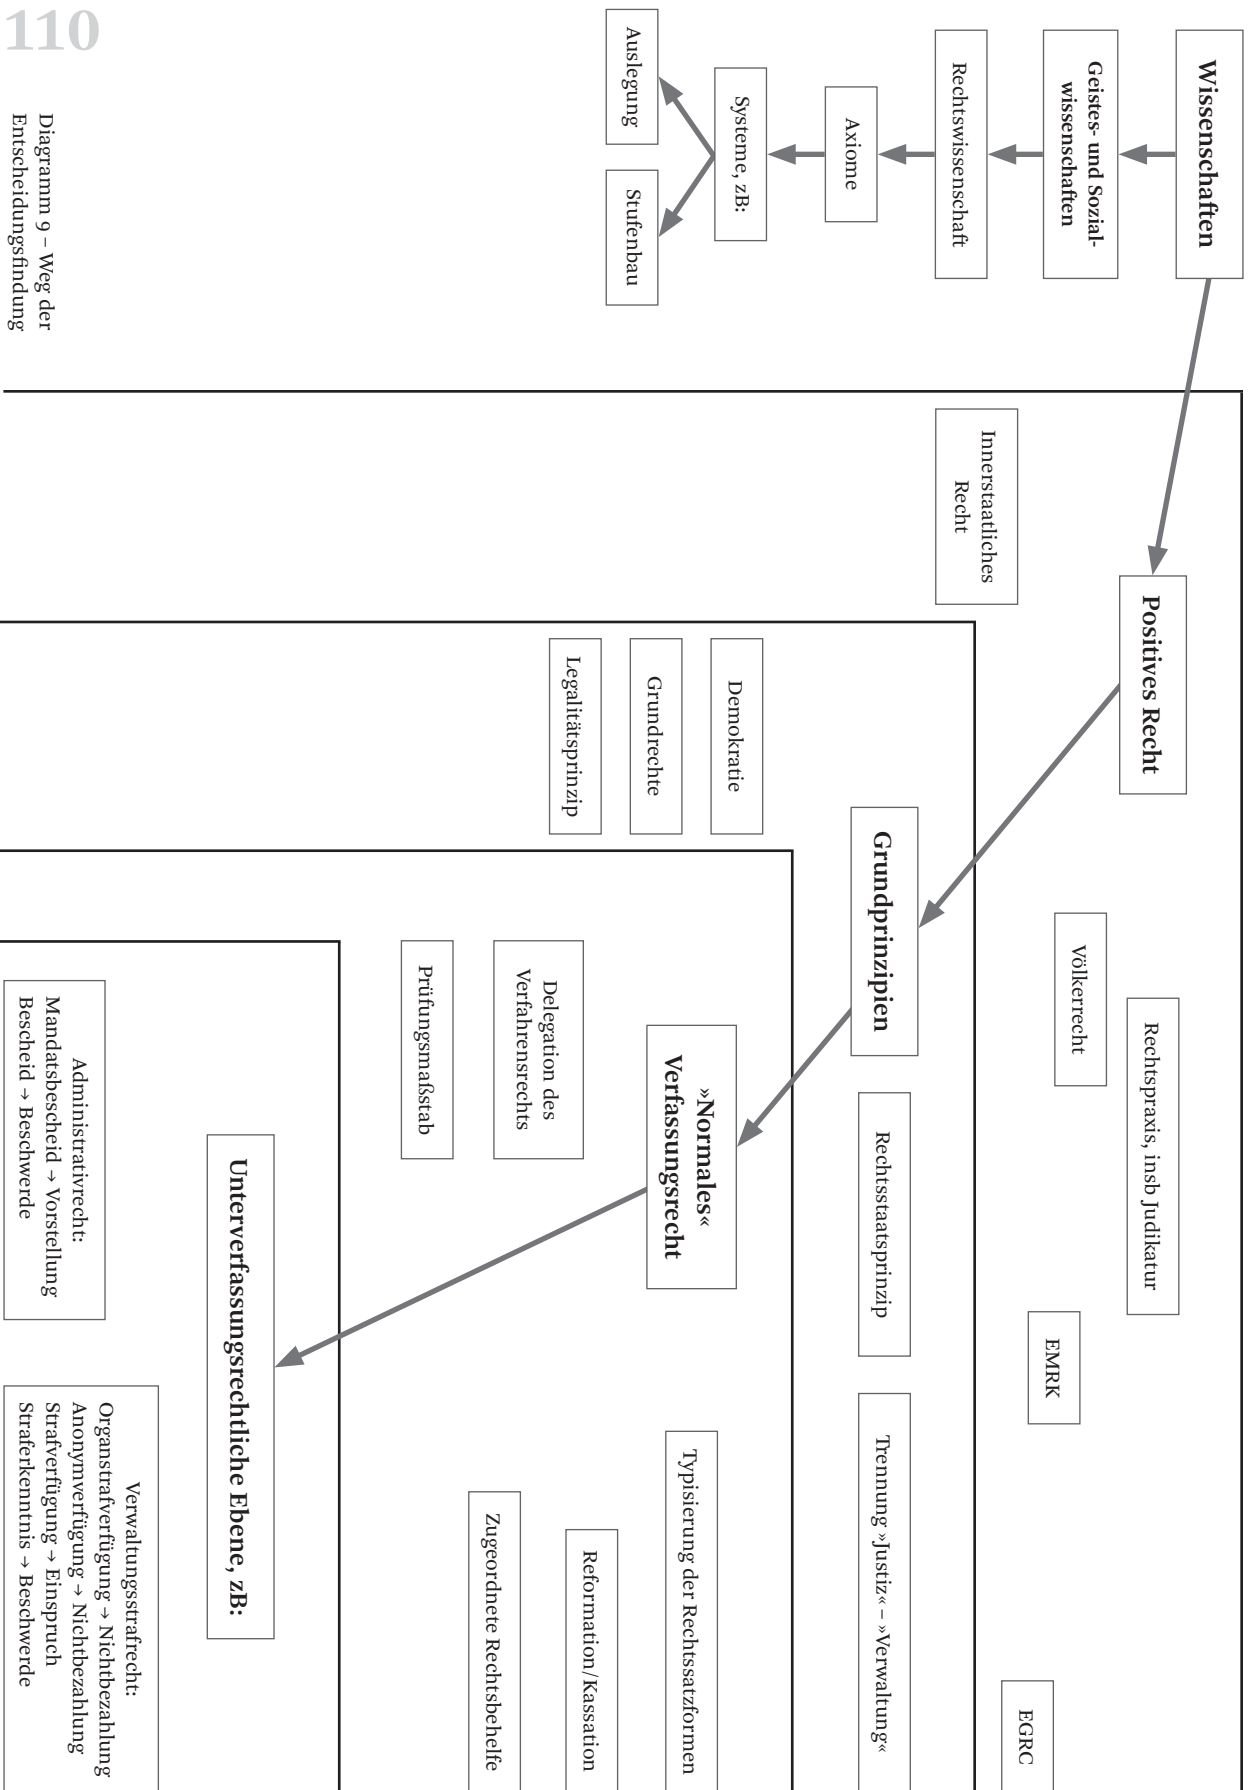 110
Diagramm 9 – Weg der
Entscheidungsfindung
Wissenschaften
Geistes- und Sozial-
wissenschaften
Rechtswissenschaft
Axiome
Systeme, zB:
Auslegung
Stufenbau
Positives Recht
Rechtspraxis, insb Judikatur
Völkerrecht
EMRK
EGRC
Innerstaatliches
Recht
Grundprinzipien
Rechtsstaatsprinzip
Trennung »Justiz« – »Verwaltung«
Demokratie
Grundrechte
Legalitätsprinzip
»Normales«
Verfassungsrecht
Typisierung der Rechtssatzformen
Reformation/Kassation
Zugeordnete Rechtsbehelfe
Delegation des
Verfahrensrechts
Prüfungsmaßstab
Unterverfassungsrechtliche Ebene, zB:
Administrativrecht:
Mandatsbescheid → Vorstellung
Bescheid → Beschwerde
Verwaltungsstrafrecht:
Organstrafverfügung → Nichtbezahlung
Anonymverfügung → Nichtbezahlung
Strafverfügung → Einspruch
Straferkenntnis → Beschwerde